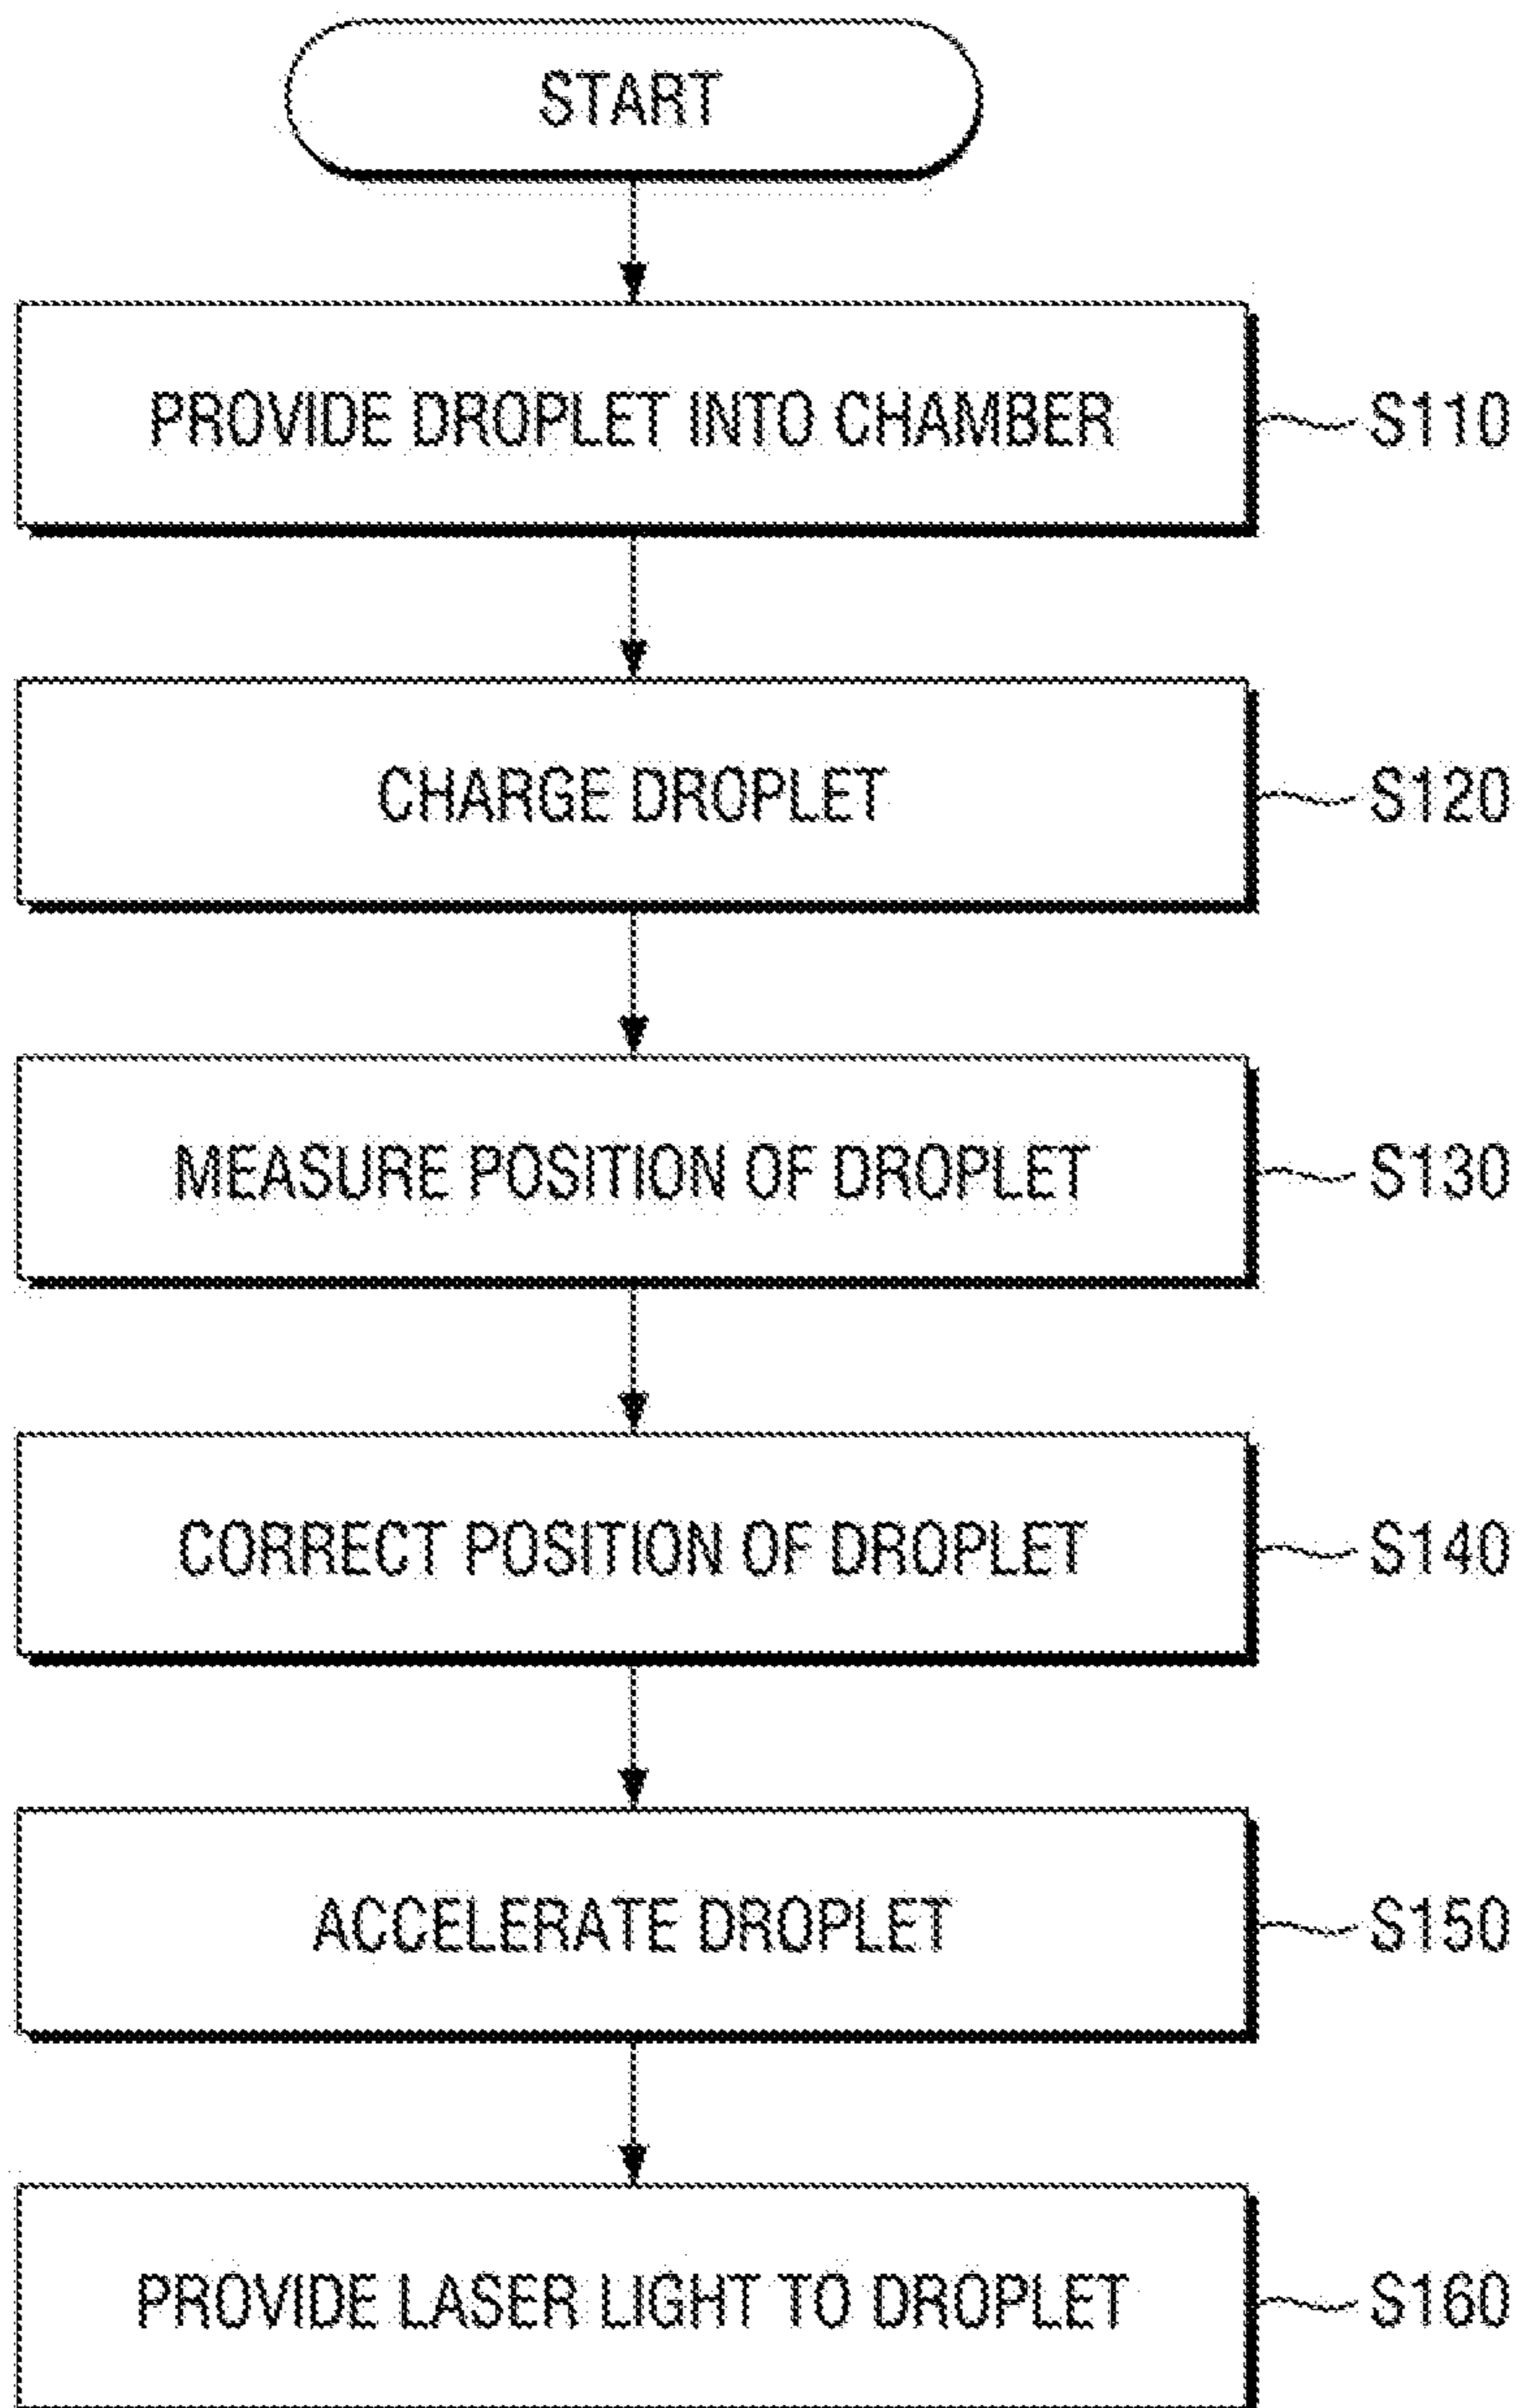 START
PROVIDE DROPLET INTO CHAMBER
S110
CHARGE DROPLET
S120
MEASURE POSITION OF DROPLET
S130
CORRECT POSITION OF DROPLET
S140
ACCELERATE DROPLET
S150
PROVIDE LASER LIGHT TO DROPLET
S160